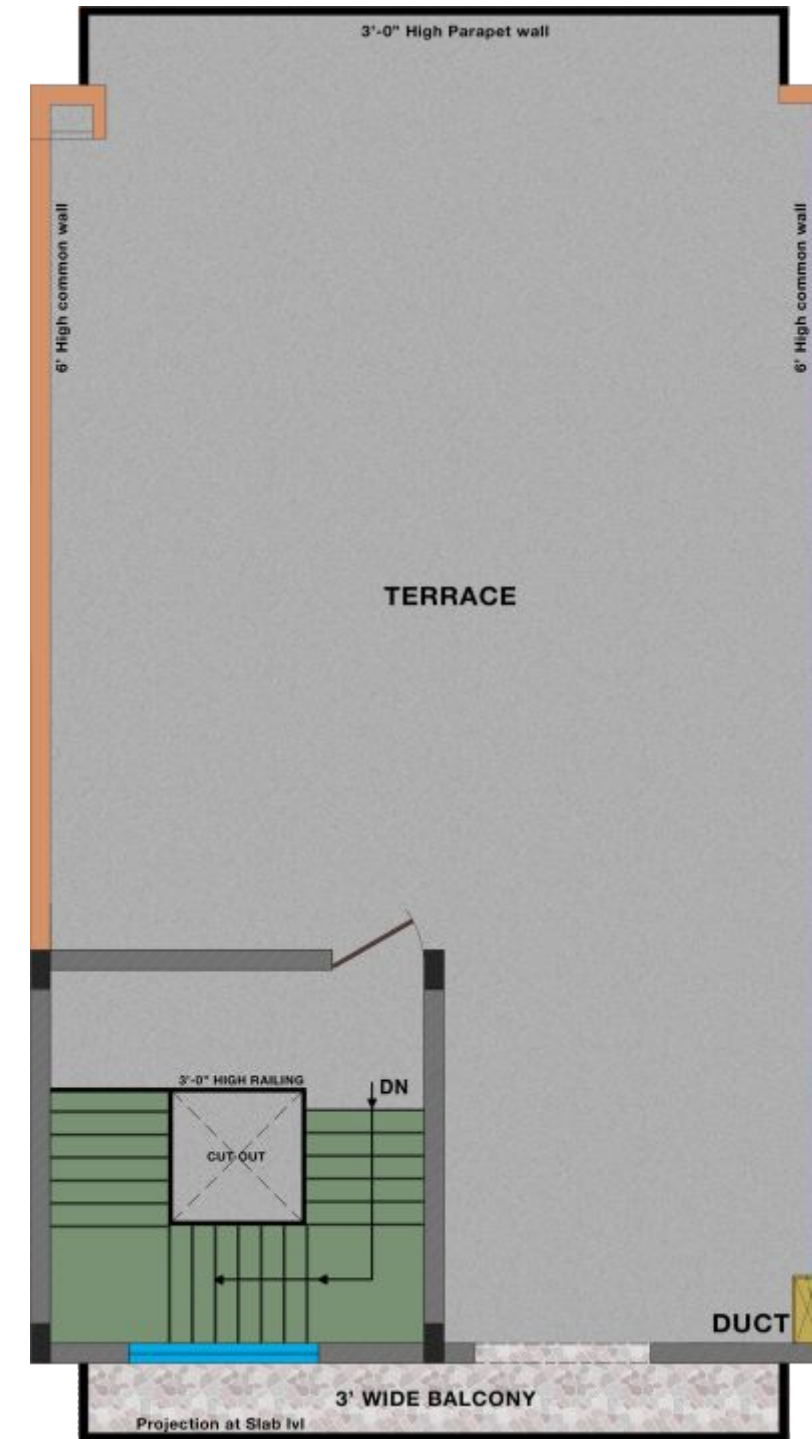 3'-0" High Parapet wall
6' High common wall
6' High common wall
TERRACE
3'-0" HIGH RAILING
DN
CUT OUT
DUCT
3' WIDE BALCONY
Projection at Slab lvl